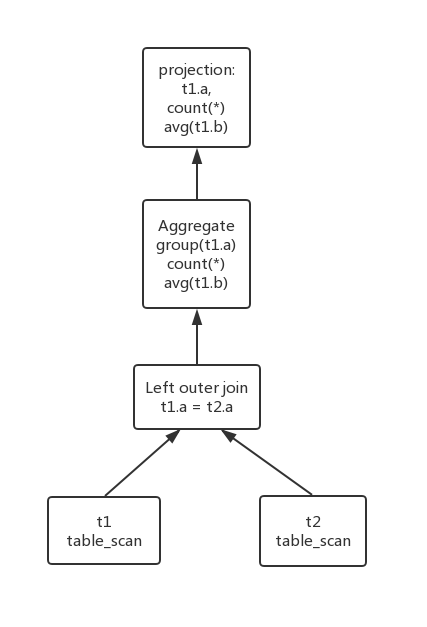 projection:
t1.a,
count(*)
avg(t1.b)
Aggregate
group(t1.a)
count(*)
avg(t1.b)
Left outer join
t1.a = t2.a
t1
table_scan
t2
table_scan